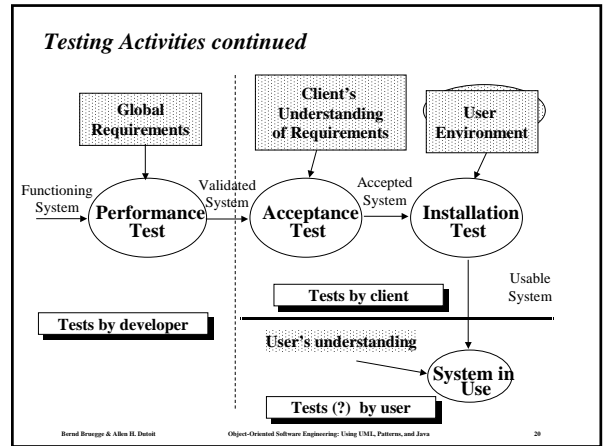 Testing Activities continued
Global
Requirements
Client's
Understanding
of Requirements
User
Environment
Functioning
System
Performance
Test
Validated
System
Acceptance
Test
Accepted
System
Installation
Test
Usable
System
Tests by client
Tests by developer
User's understanding
System in
Use
Tests (?) by user
Bernd Bruegge & Allen H. Dutoit
Object-Oriented Software Engineering: Using UML, Patterns, and Java
20